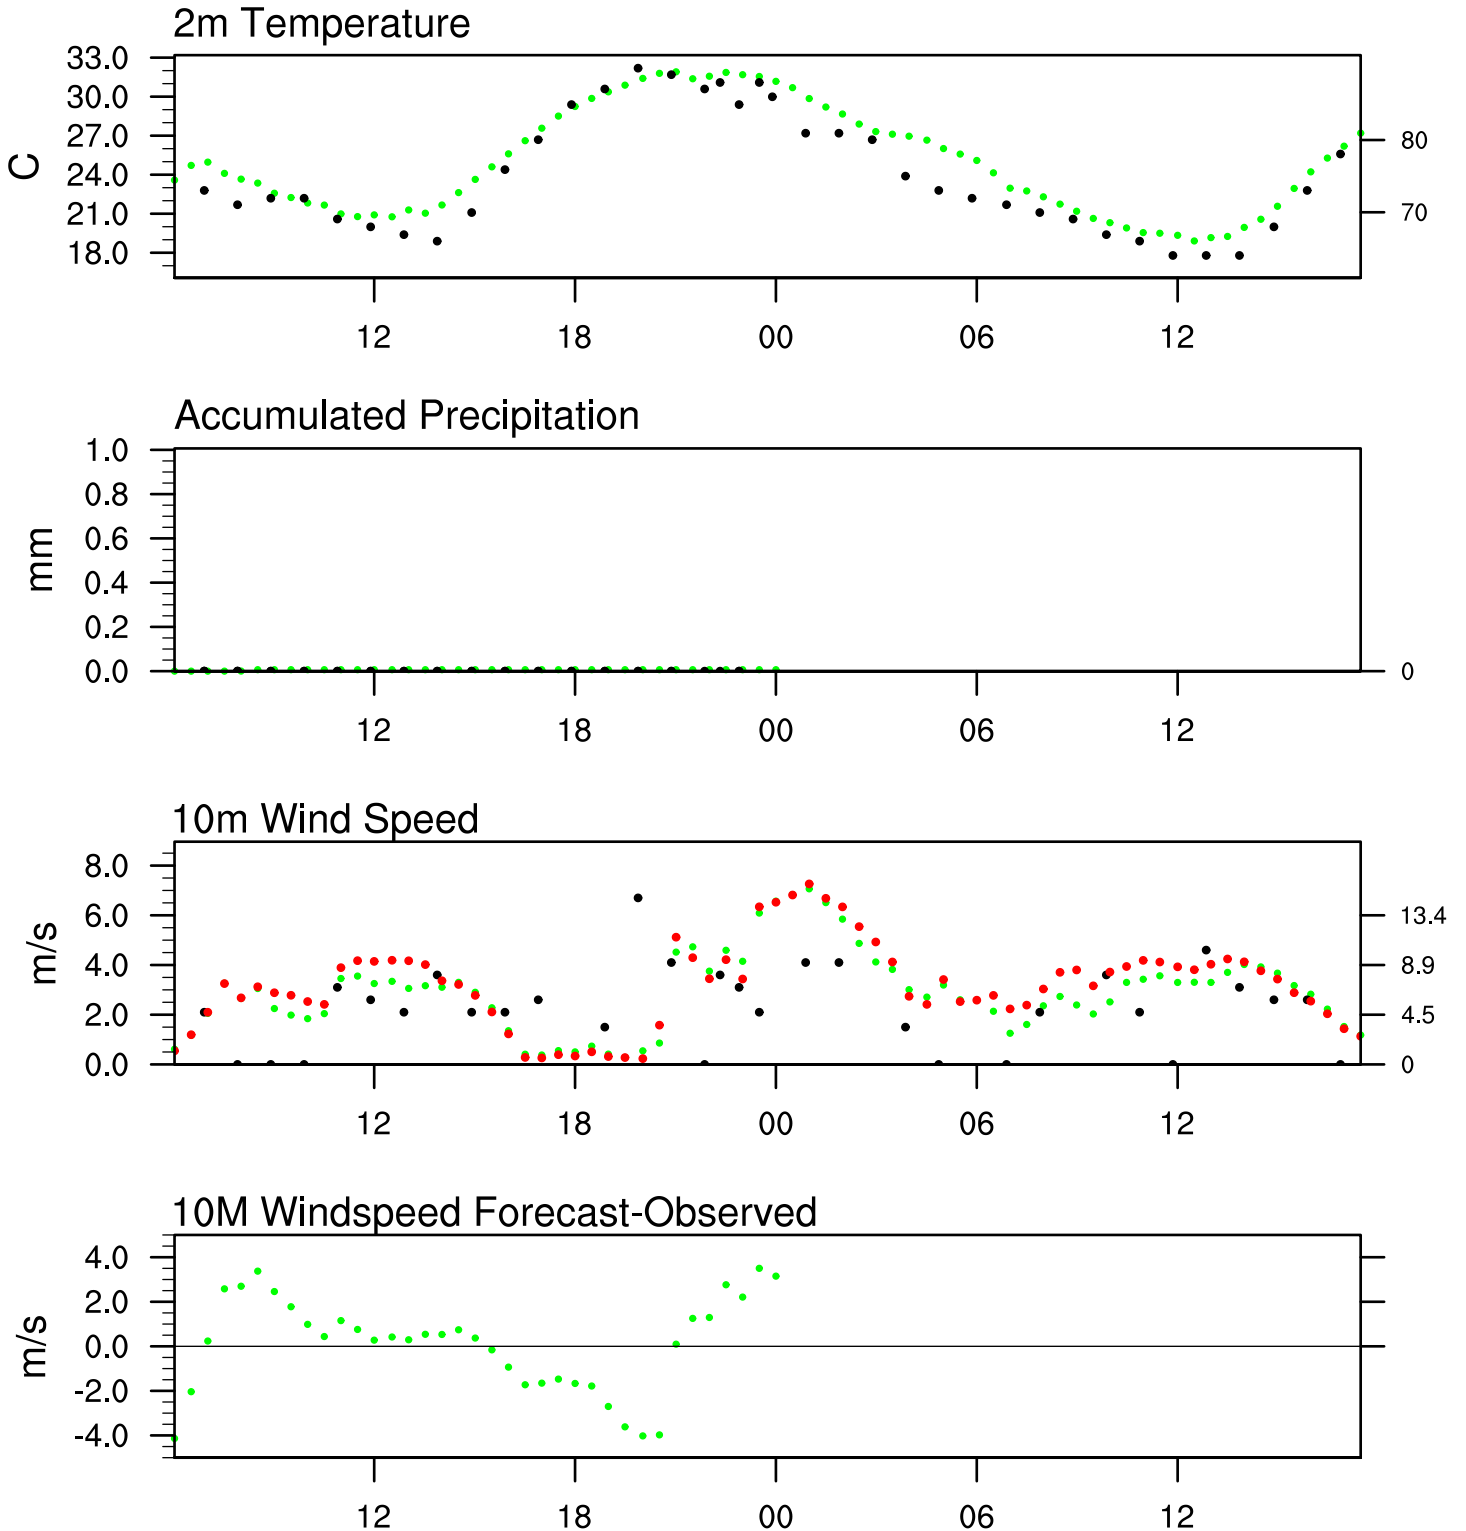 2m Temperature
33.0
30.0
27.0
24.0
21.0
18.0
C
80
70
12 18 00 06 12
Accumulated Precipitation
1.0
0.8
0.6
0.4
0.2
0.0
mm
0
12 18 00 06 12
10m Wind Speed
8.0
6.0
4.0
2.0
0.0
m/s
13.4
8.9
4.5
0
12 18 00 06 12
10M Windspeed Forecast-Observed
4.0
2.0
0.0
-2.0
-4.0
m/s
12 18 00 06 12